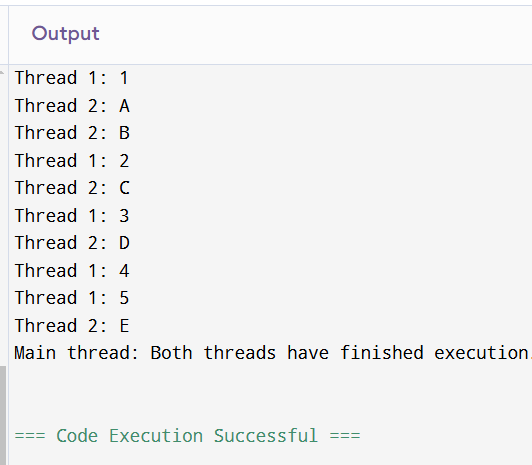 Output
Thread 1: 1
Thread 2: A
Thread 2: B
Thread 1: 2
Thread 2: C
Thread 1: 3
Thread 2: D
Thread 1: 4
Thread 1: 5
Thread 2: E
Main thread: Both threads have finished execution.
=== Code Execution Successful ===